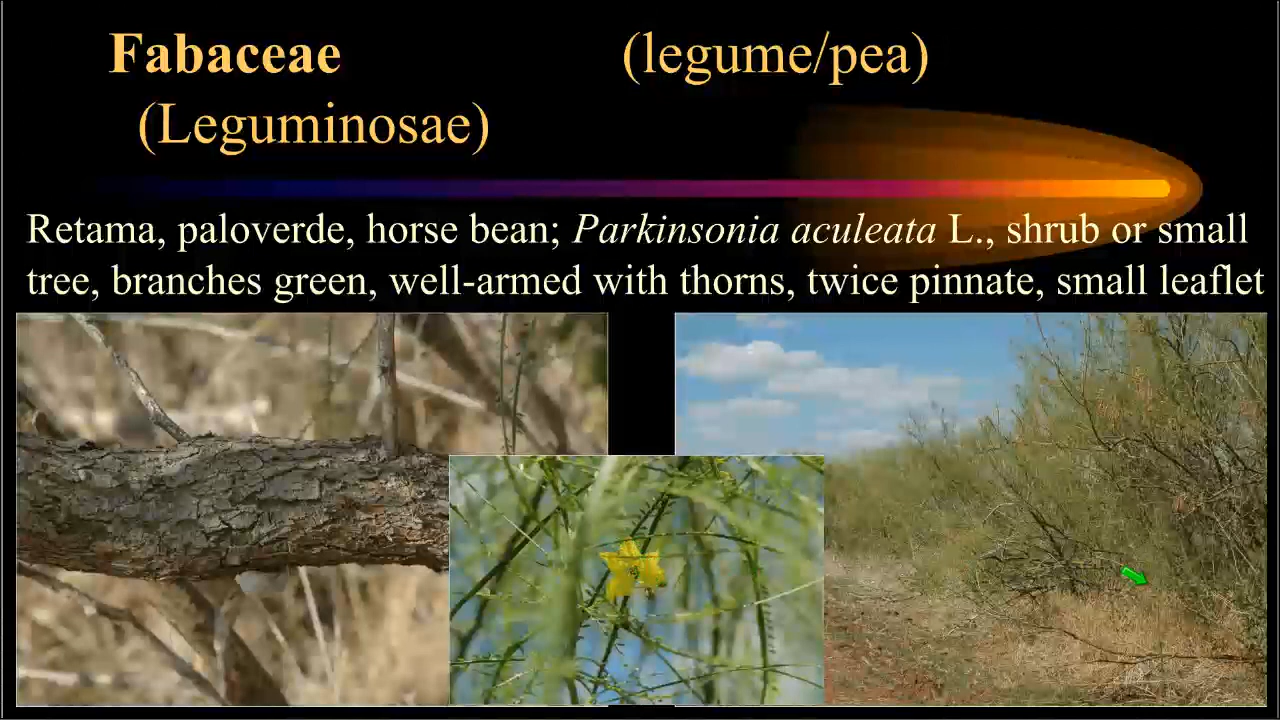 Fabaceae (legume/pea)
(Leguminosae)
Retama, paloverde, horse bean; Parkinsonia aculeata L., shrub or small
tree, branches green, well-armed with thorns, twice pinnate, small leaflet